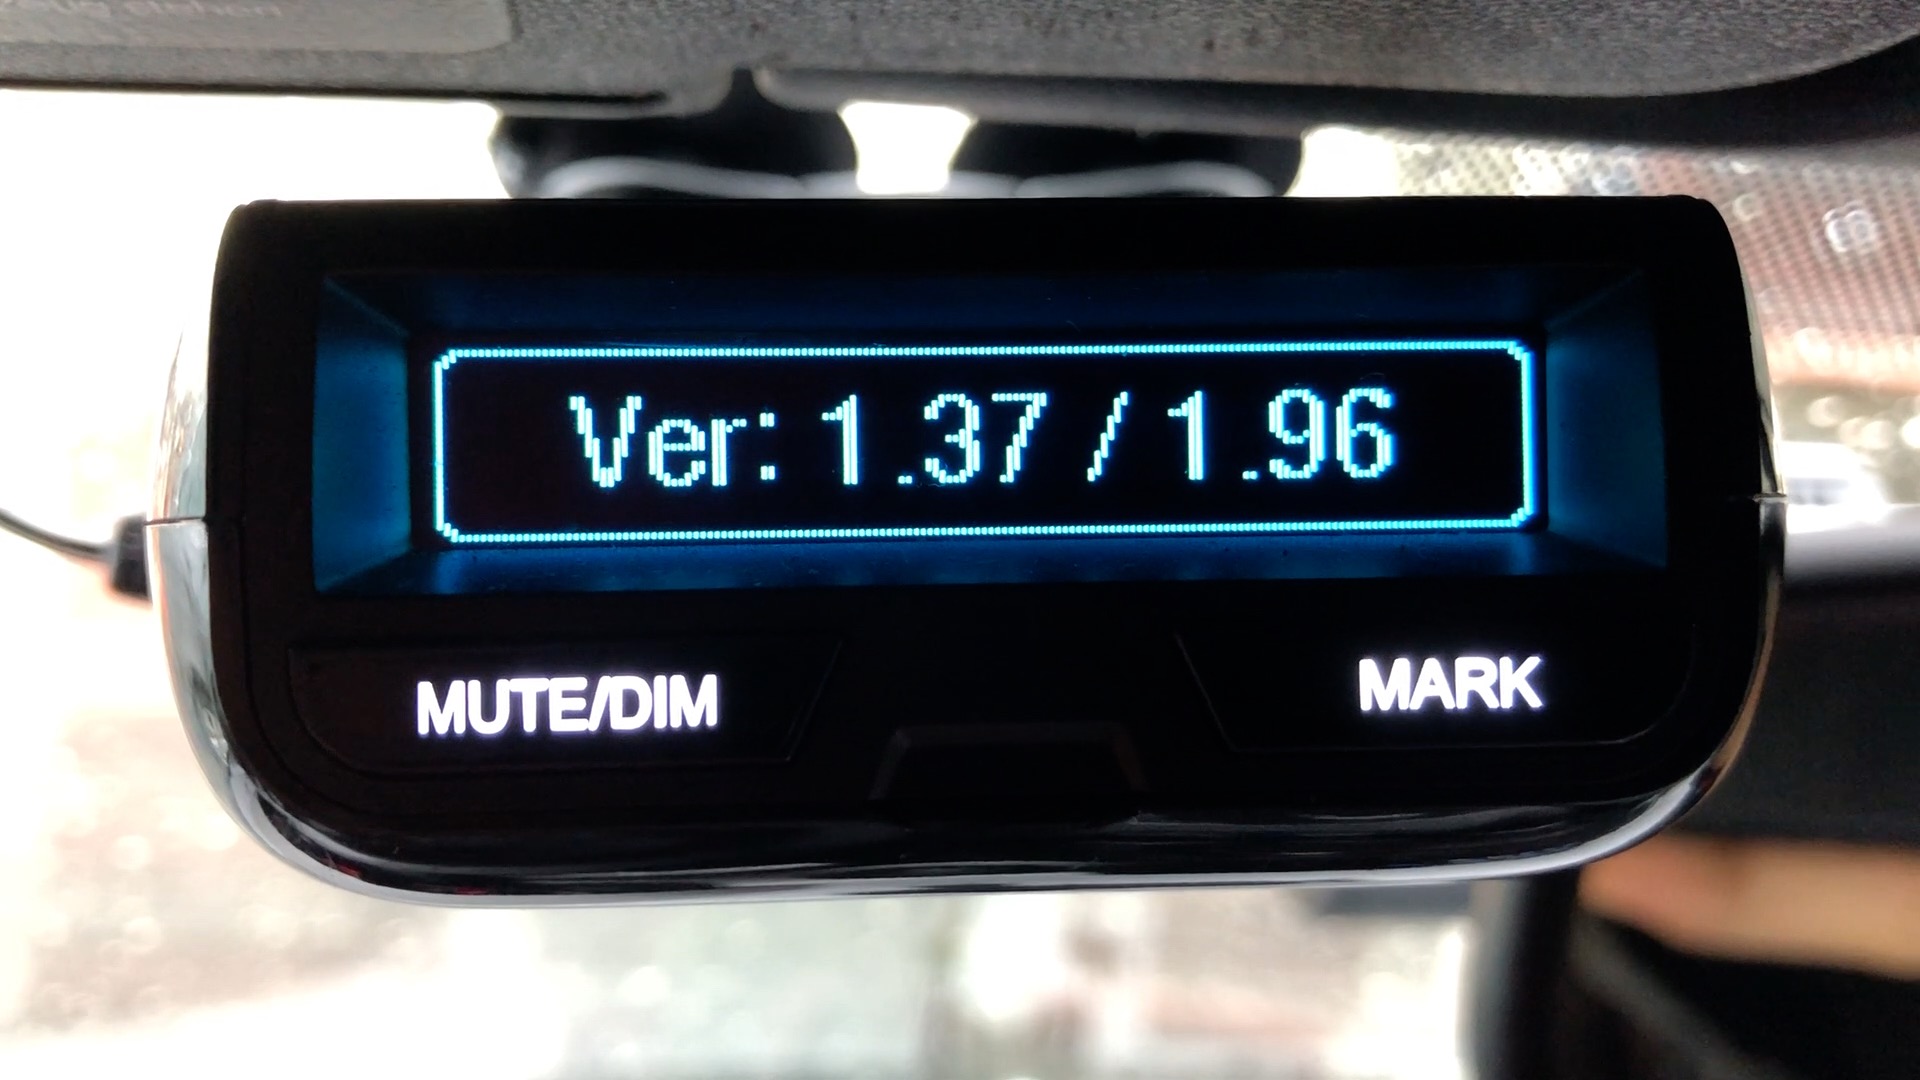 Ver: 1.37 / 1.96
MUTE/DIM
MARK